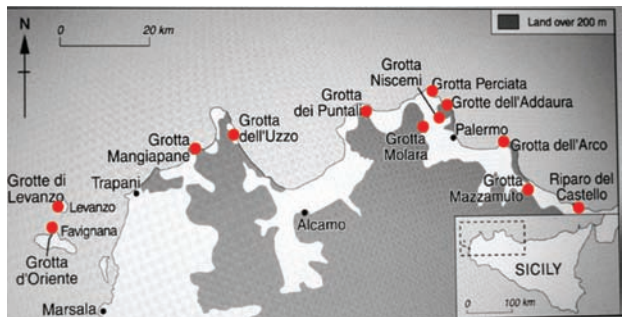 N
0 20 km
Land over 200 m
Grotta
Niscemi
Grotta Perciata
Grotte dell'Addaura
Grotta
dei Puntali
Grotta
dell'Uzzo
Grotta
Mangiapane
Grotta
Molara
Palermo
Grotta dell'Arco
Grotte di
Levanzo
Levanzo
Trapani
Grotta
Mazzamuto
Riparo del
Castello
Favignana
Alcamo
Grotta
d'Oriente
Marsala
SICILY
0 100 km